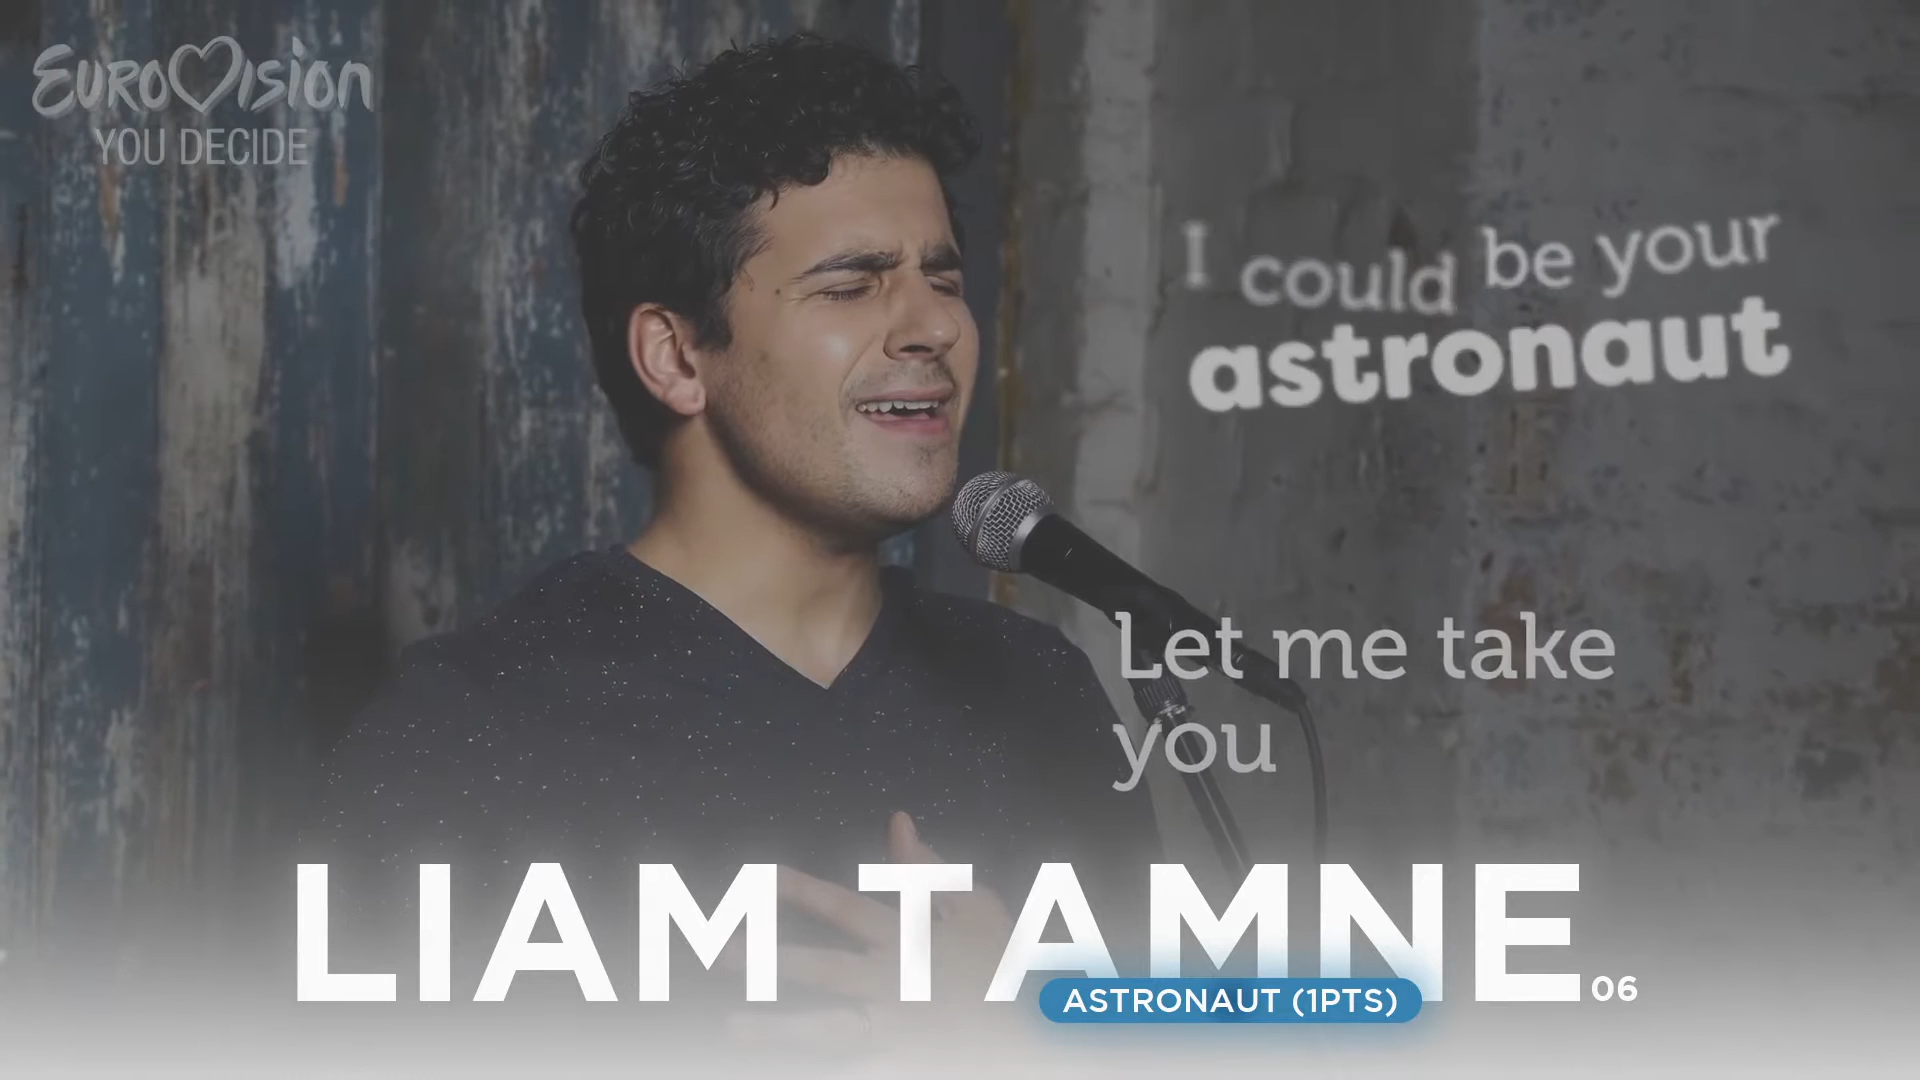 EUROVISION
YOU DECIDE
I could be your
astronaut
Let me take
you
LIAM TAMNE
06
ASTRONAUT (1PTS)